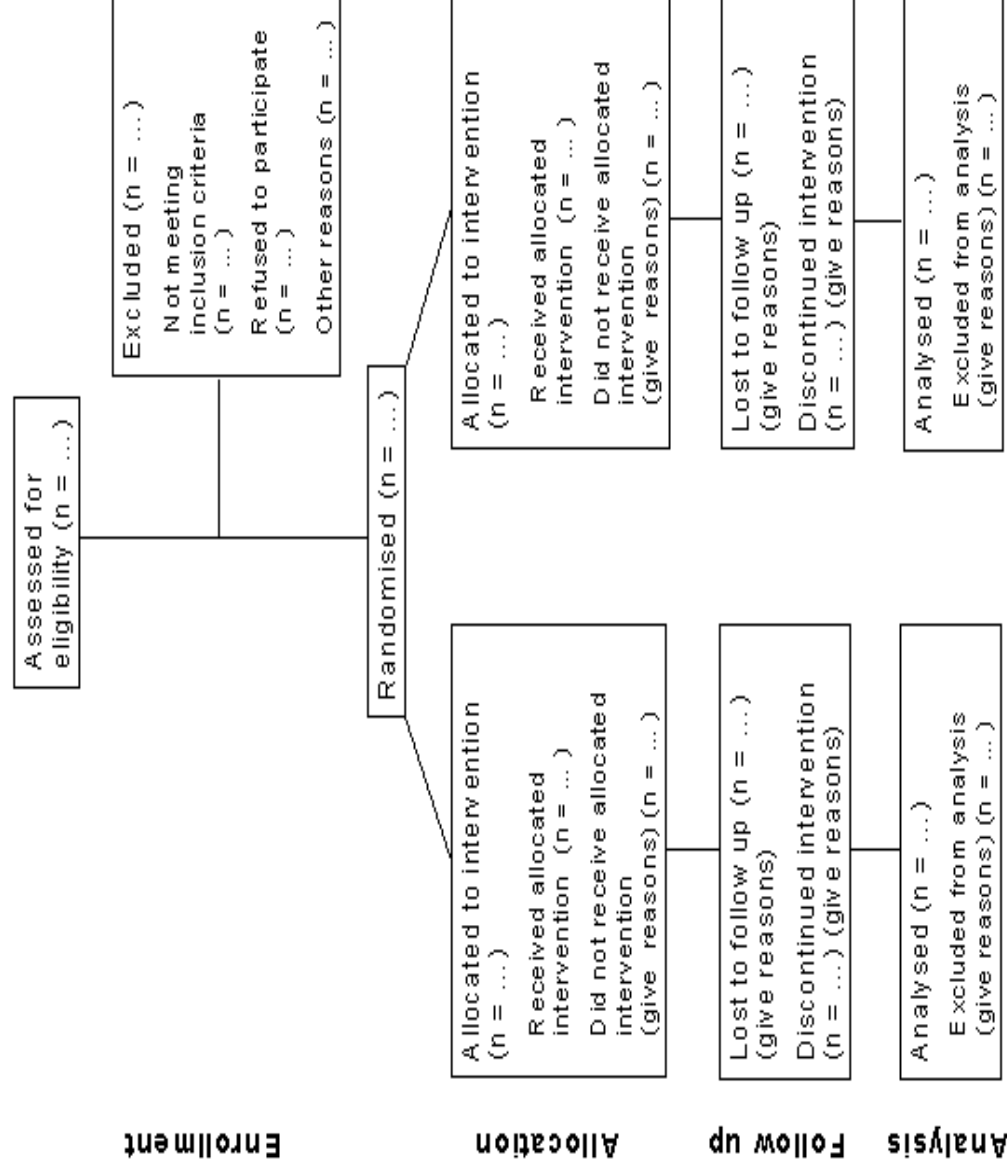 Assessed for
eligibility (n = ...)
Excluded (n = ...)
Not meeting
inclusion criteria
(n = ...)
Refused to participate
(n = ...)
Other reasons (n = ...)
Enrollment
Randomised (n = ...)
Allocated to intervention
(n = ...)
Received allocated
intervention (n = ...)
Did not receive allocated
intervention
(give reasons) (n = ...)
Allocated to intervention
(n = ...)
Received allocated
intervention (n = ...)
Did not receive allocated
intervention
(give reasons) (n = ...)
Allocation
Lost to follow up (n = ...)
(give reasons)
Discontinued intervention
(n = ...) (give reasons)
Lost to follow up (n = ...)
(give reasons)
Discontinued intervention
(n = ...) (give reasons)
Follow up
Analysed (n = ...)
Excluded from analysis
(give reasons) (n = ...)
Analysed (n = ...)
Excluded from analysis
(give reasons) (n = ...)
Analysis